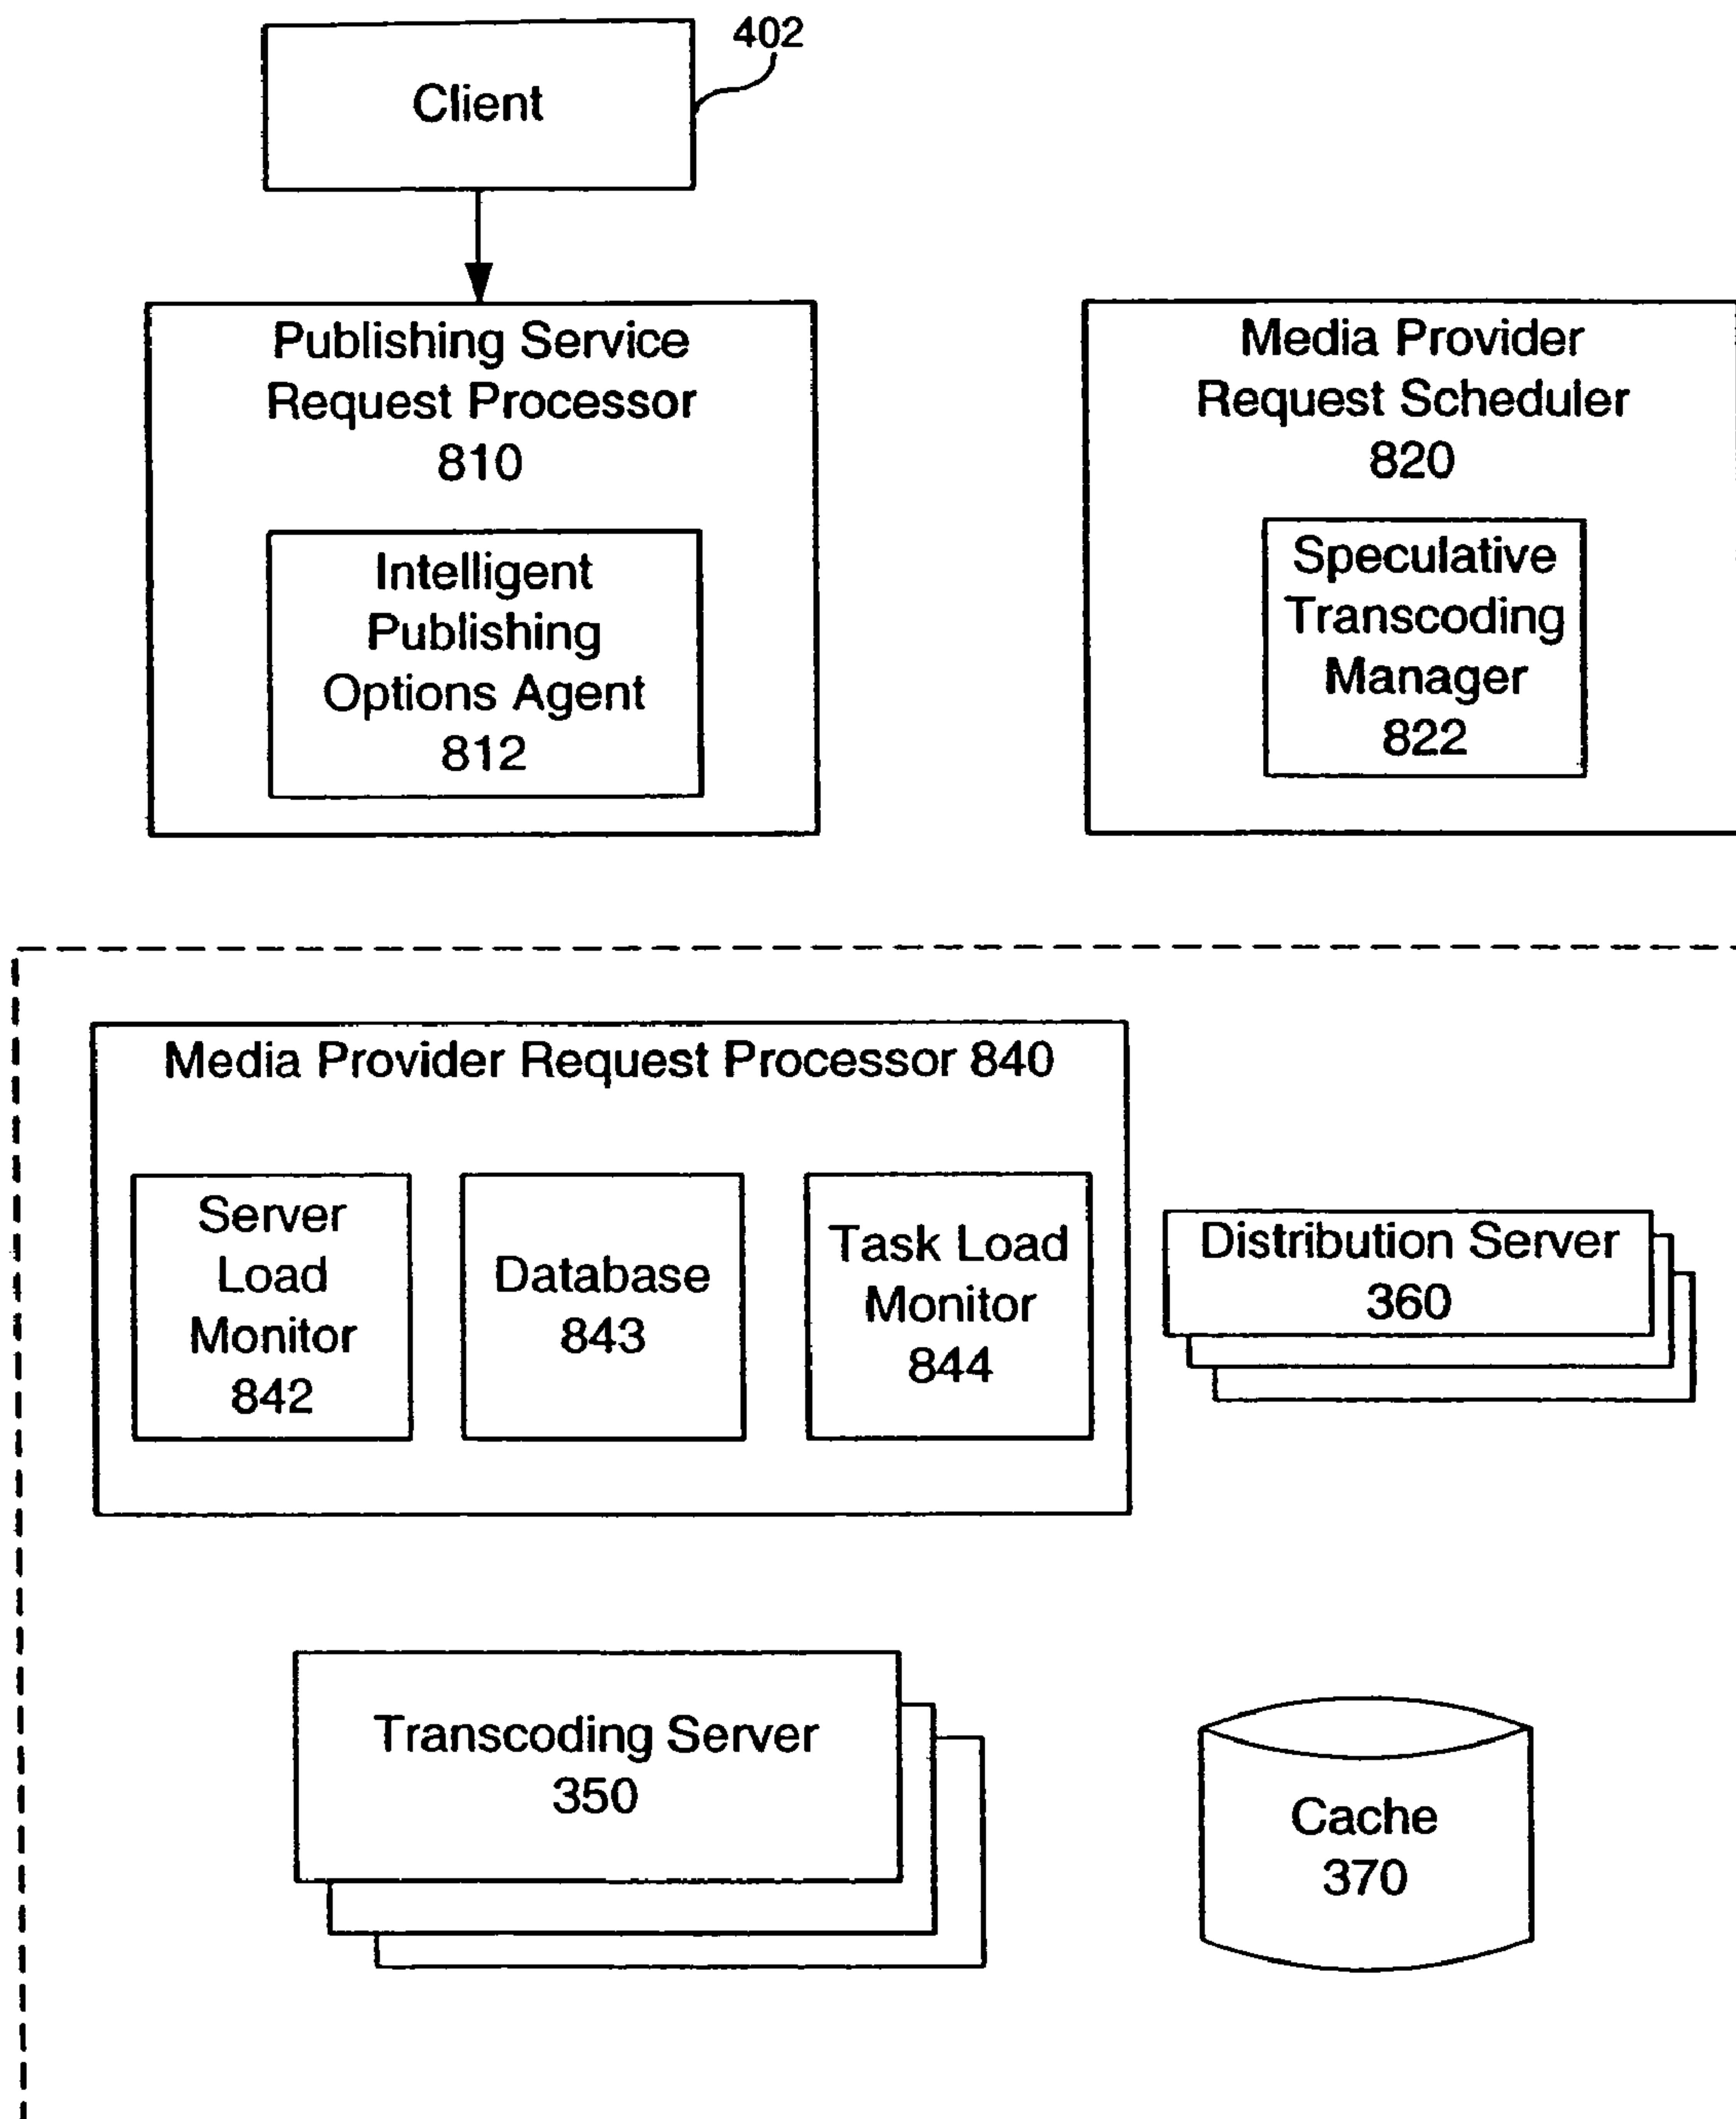 402
Client
Publishing Service
Request Processor
810
Intelligent
Publishing
Options Agent
812
Media Provider
Request Scheduler
820
Speculative
Transcoding
Manager
822
Media Provider Request Processor 840
Server
Load
Monitor
842
Database
843
Task Load
Monitor
844
Distribution Server
360
Transcoding Server
350
Cache
370